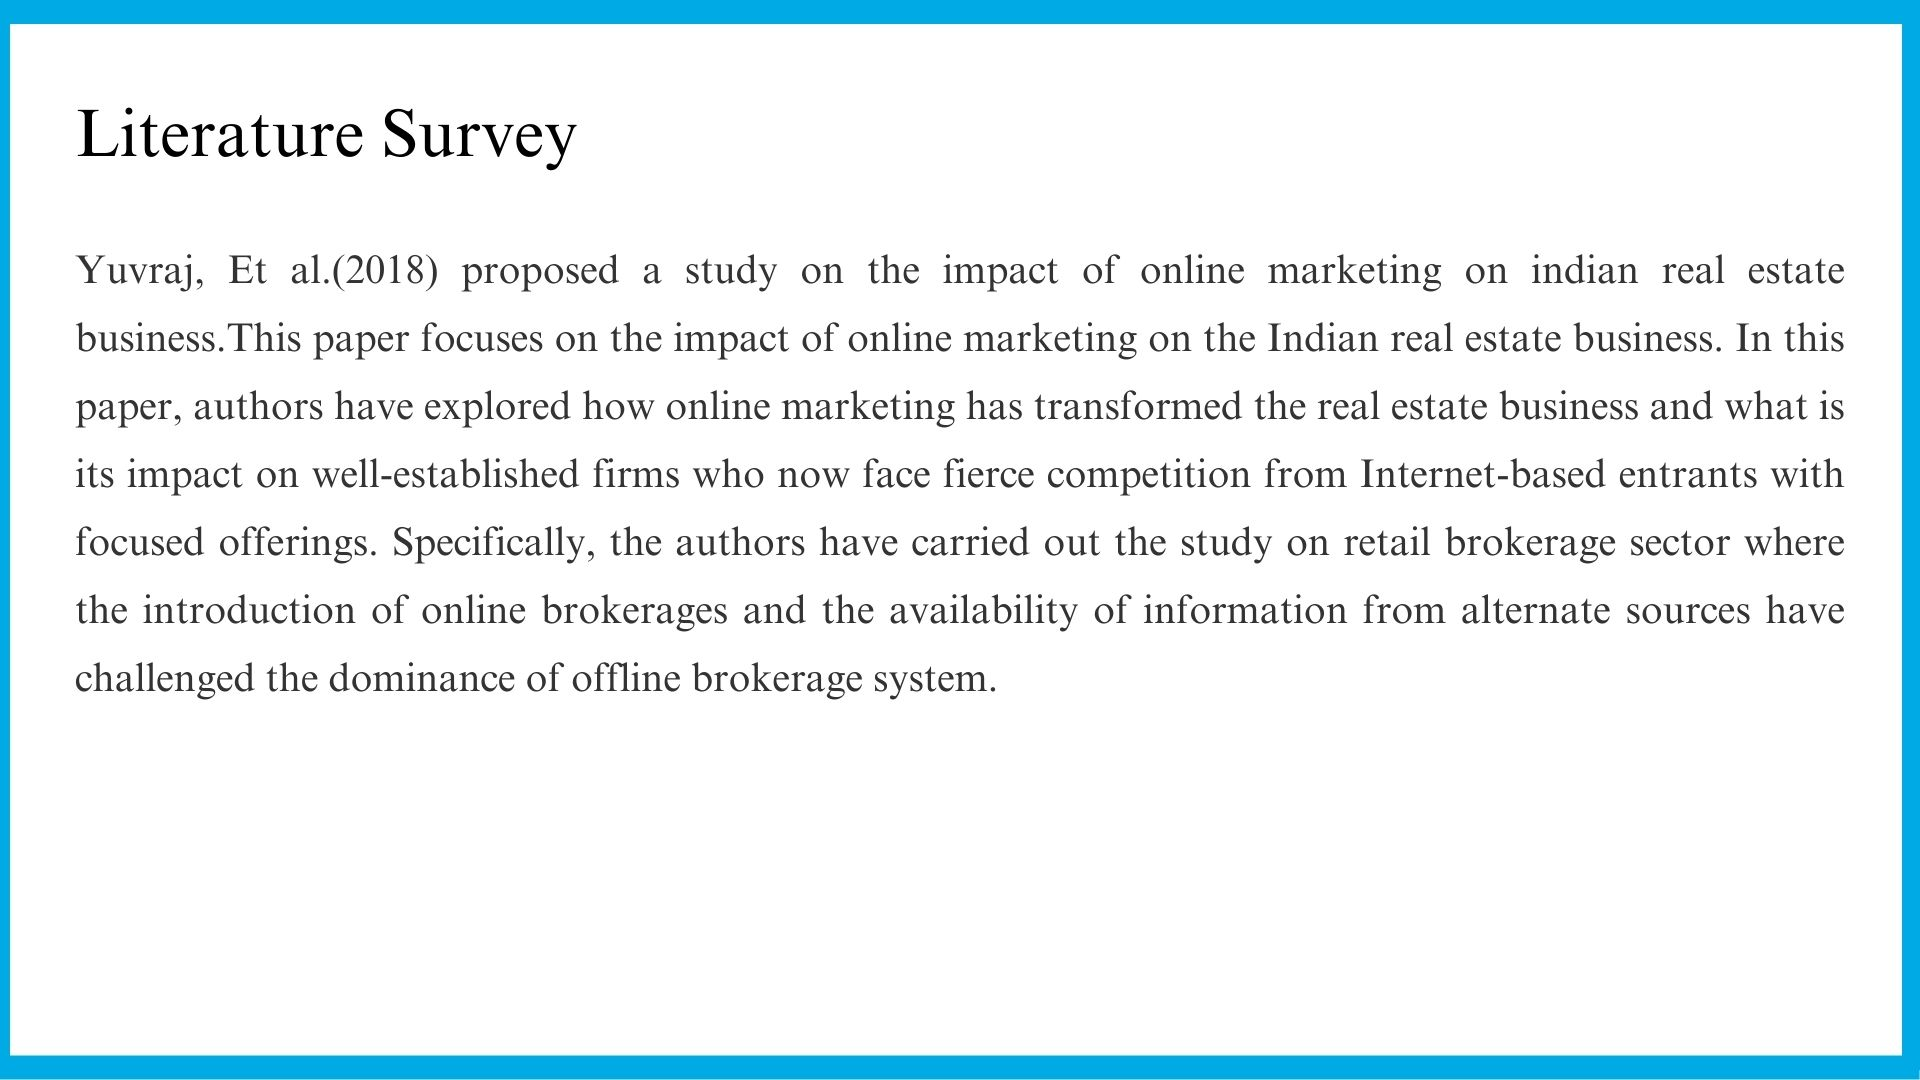 Literature Survey
Yuvraj, Et al.(2018) proposed a study on the impact of online marketing on indian real estate
business.This paper focuses on the impact of online marketing on the Indian real estate business. In this
paper, authors have explored how online marketing has transformed the real estate business and what is
its impact on well-established firms who now face fierce competition from Internet-based entrants with
focused offerings. Specifically, the authors have carried out the study on retail brokerage sector where
the introduction of online brokerages and the availability of information from alternate sources have
challenged the dominance of offline brokerage system.